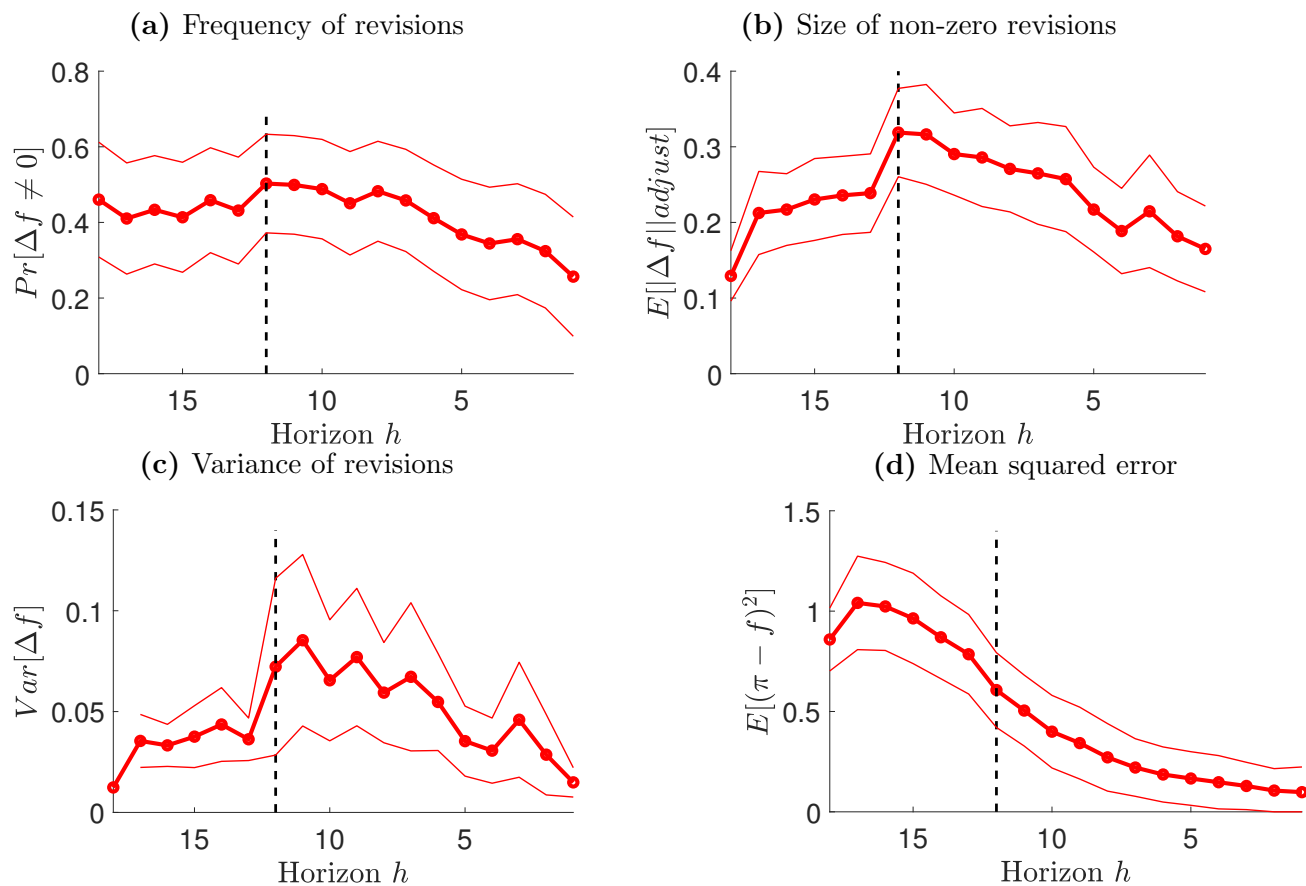 (a) Frequency of revisions
0.8
0.6
0.4
0.2
0
Pr[Δf ≠ 0]
15
10
5
Horizon h
(b) Size of non-zero revisions
0.4
0.3
0.2
0.1
0
E[|Δf||adjust]
15
10
5
Horizon h
(c) Variance of revisions
0.15
0.1
0.05
0
Var[Δf]
15
10
5
Horizon h
(d) Mean squared error
1.5
1
0.5
0
E[(π − f)²]
15
10
5
Horizon h